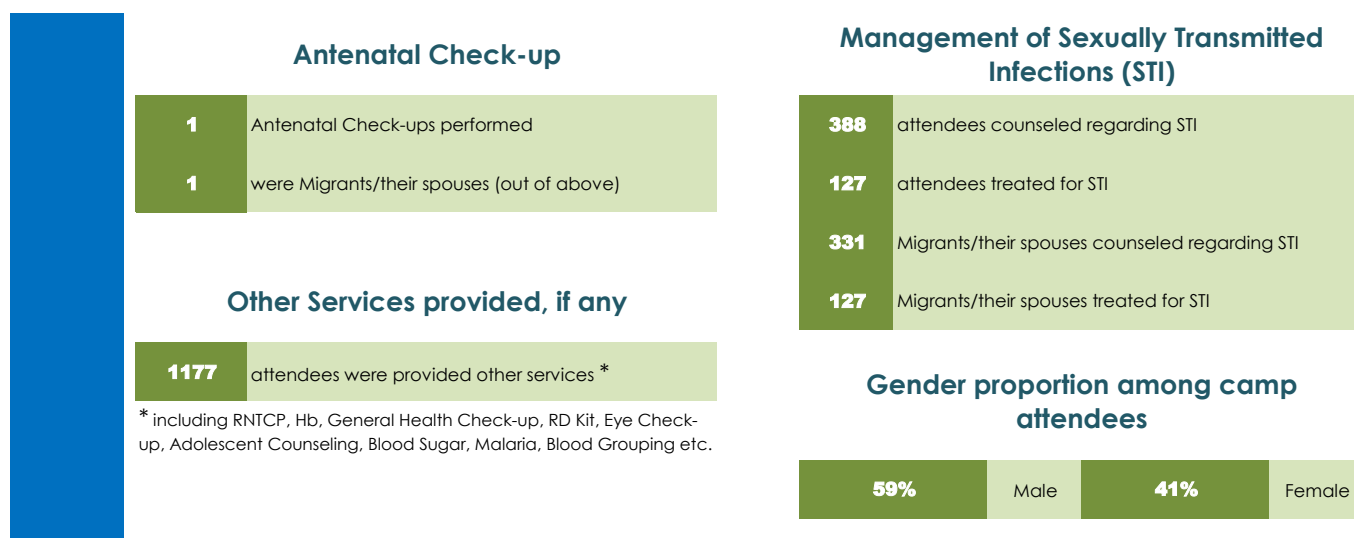 Antenatal Check-up
1 Antenatal Check-ups performed
1 were Migrants/their spouses (out of above)
Other Services provided, if any
1177 attendees were provided other services *
* including RNTCP, Hb, General Health Check-up, RD Kit, Eye Check-
up, Adolescent Counseling, Blood Sugar, Malaria, Blood Grouping etc.
Management of Sexually Transmitted
Infections (STI)
388 attendees counseled regarding STI
127 attendees treated for STI
331 Migrants/their spouses counseled regarding STI
127 Migrants/their spouses treated for STI
Gender proportion among camp
attendees
59% Male 41% Female